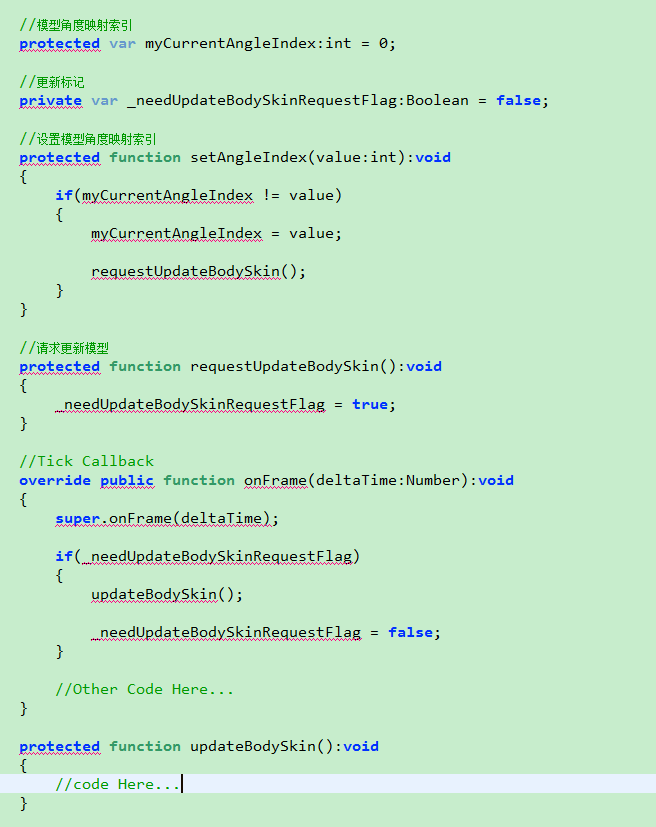 //模型角度映射索引
protected var myCurrentAngleIndex:int = 0;
//更新标记
private var _needUpdateBodySkinRequestFlag:Boolean = false;
//设置模型角度映射索引
protected function setAngleIndex(value:int):void
{
if(myCurrentAngleIndex != value)
{
myCurrentAngleIndex = value;
requestUpdateBodySkin();
}
}
//请求更新模型
protected function requestUpdateBodySkin():void
{
_needUpdateBodySkinRequestFlag = true;
}
//Tick Callback
override public function onFrame(deltaTime:Number):void
{
super.onFrame(deltaTime);
if(_needUpdateBodySkinRequestFlag)
{
updateBodySkin();
_needUpdateBodySkinRequestFlag = false;
}
//Other Code Here...
}
protected function updateBodySkin():void
{
//code Here...
}